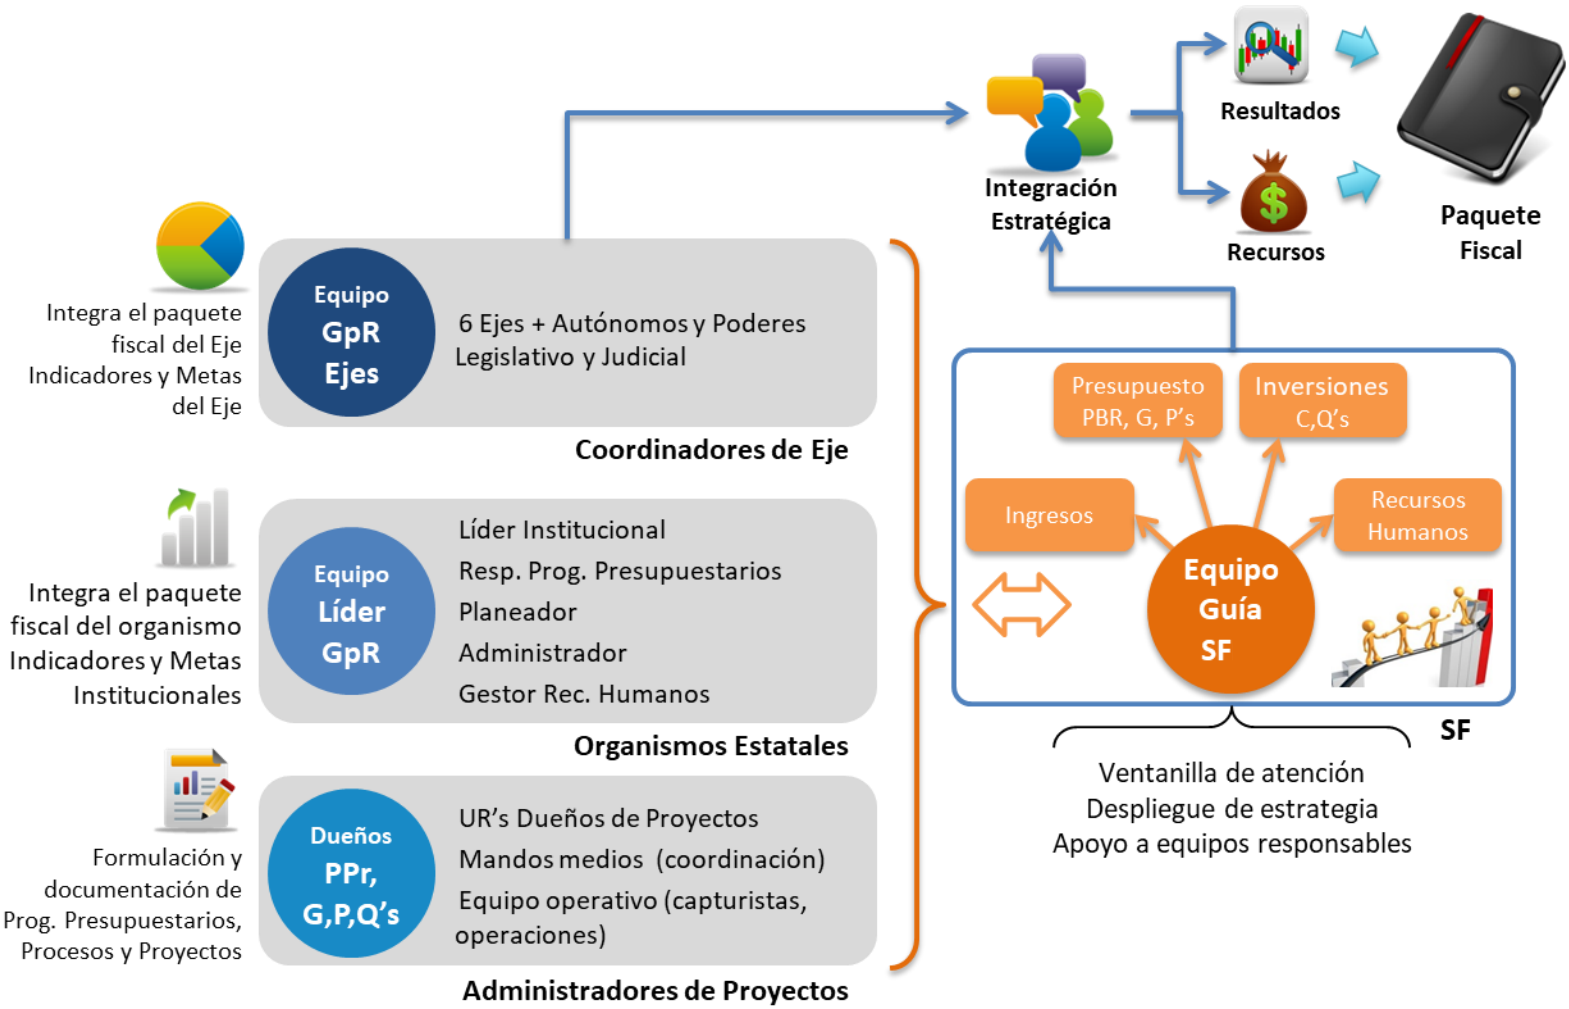 Resultados
Integración
Estratégica
Recursos
Paquete
Fiscal
Integra el paquete
fiscal del Eje
Indicadores y Metas
del Eje
Equipo
GpR
Ejes
6 Ejes + Autónomos y Poderes
Legislativo y Judicial
Coordinadores de Eje
Integra el paquete
fiscal del organismo
Indicadores y Metas
Institucionales
Equipo
Líder
GpR
Líder Institucional
Resp. Prog. Presupuestarios
Planeador
Administrador
Gestor Rec. Humanos
Organismos Estatales
Formulación y
documentación de
Prog. Presupuestarios,
Procesos y Proyectos
Dueños
PPr,
G,P,Q's
UR's Dueños de Proyectos
Mandos medios (coordinación)
Equipo operativo (capturistas,
operaciones)
Administradores de Proyectos
Presupuesto
PBR, G, P's
Inversiones
C,Q's
Ingresos
Recursos
Humanos
Equipo
Guía
SF
SF
Ventanilla de atención
Despliegue de estrategia
Apoyo a equipos responsables